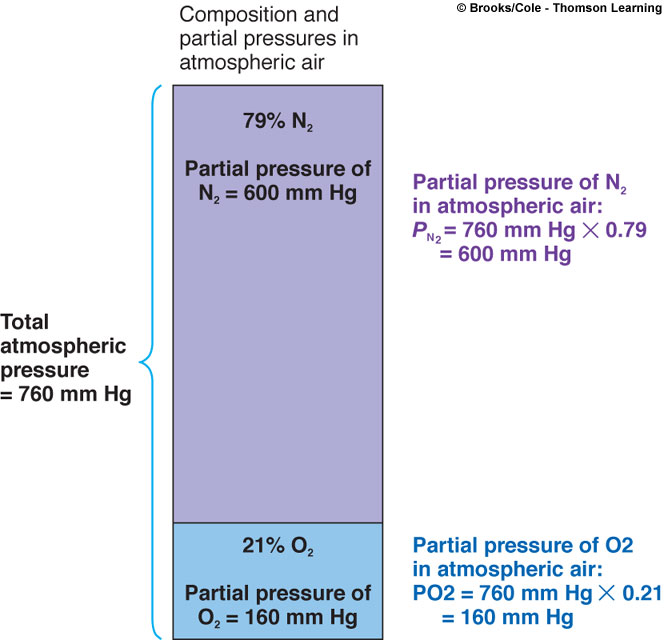 © Brooks/Cole - Thomson Learning
Composition and
partial pressures in
atmospheric air
79% N₂
Partial pressure of
N₂ = 600 mm Hg
Partial pressure of N₂
in atmospheric air:
P_N₂ = 760 mm Hg × 0.79
= 600 mm Hg
Total
atmospheric
pressure
= 760 mm Hg
21% O₂
Partial pressure of
O₂ = 160 mm Hg
Partial pressure of O2
in atmospheric air:
PO2 = 760 mm Hg × 0.21
= 160 mm Hg